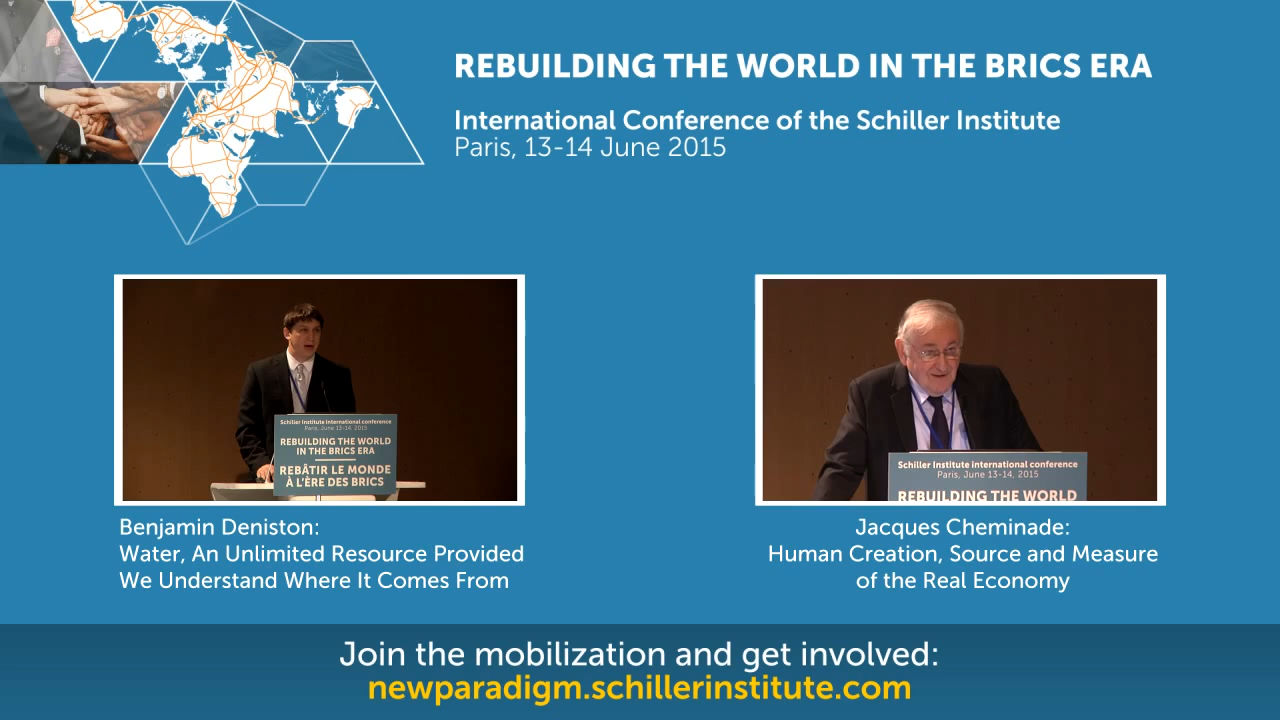 REBUILDING THE WORLD IN THE BRICS ERA
International Conference of the Schiller Institute
Paris, 13-14 June 2015
Schiller Institute international conference
Paris, June 13-14, 2015
REBUILDING THE WORLD
IN THE BRICS ERA
REBÂTIR LE MONDE
À L'ÈRE DES BRICS
Schiller Institute international conference
Paris, June 13-14, 2015
REBUILDING THE WORLD
Benjamin Deniston:
Water, An Unlimited Resource Provided
We Understand Where It Comes From
Jacques Cheminade:
Human Creation, Source and Measure
of the Real Economy
Join the mobilization and get involved:
newparadigm.schillerinstitute.com